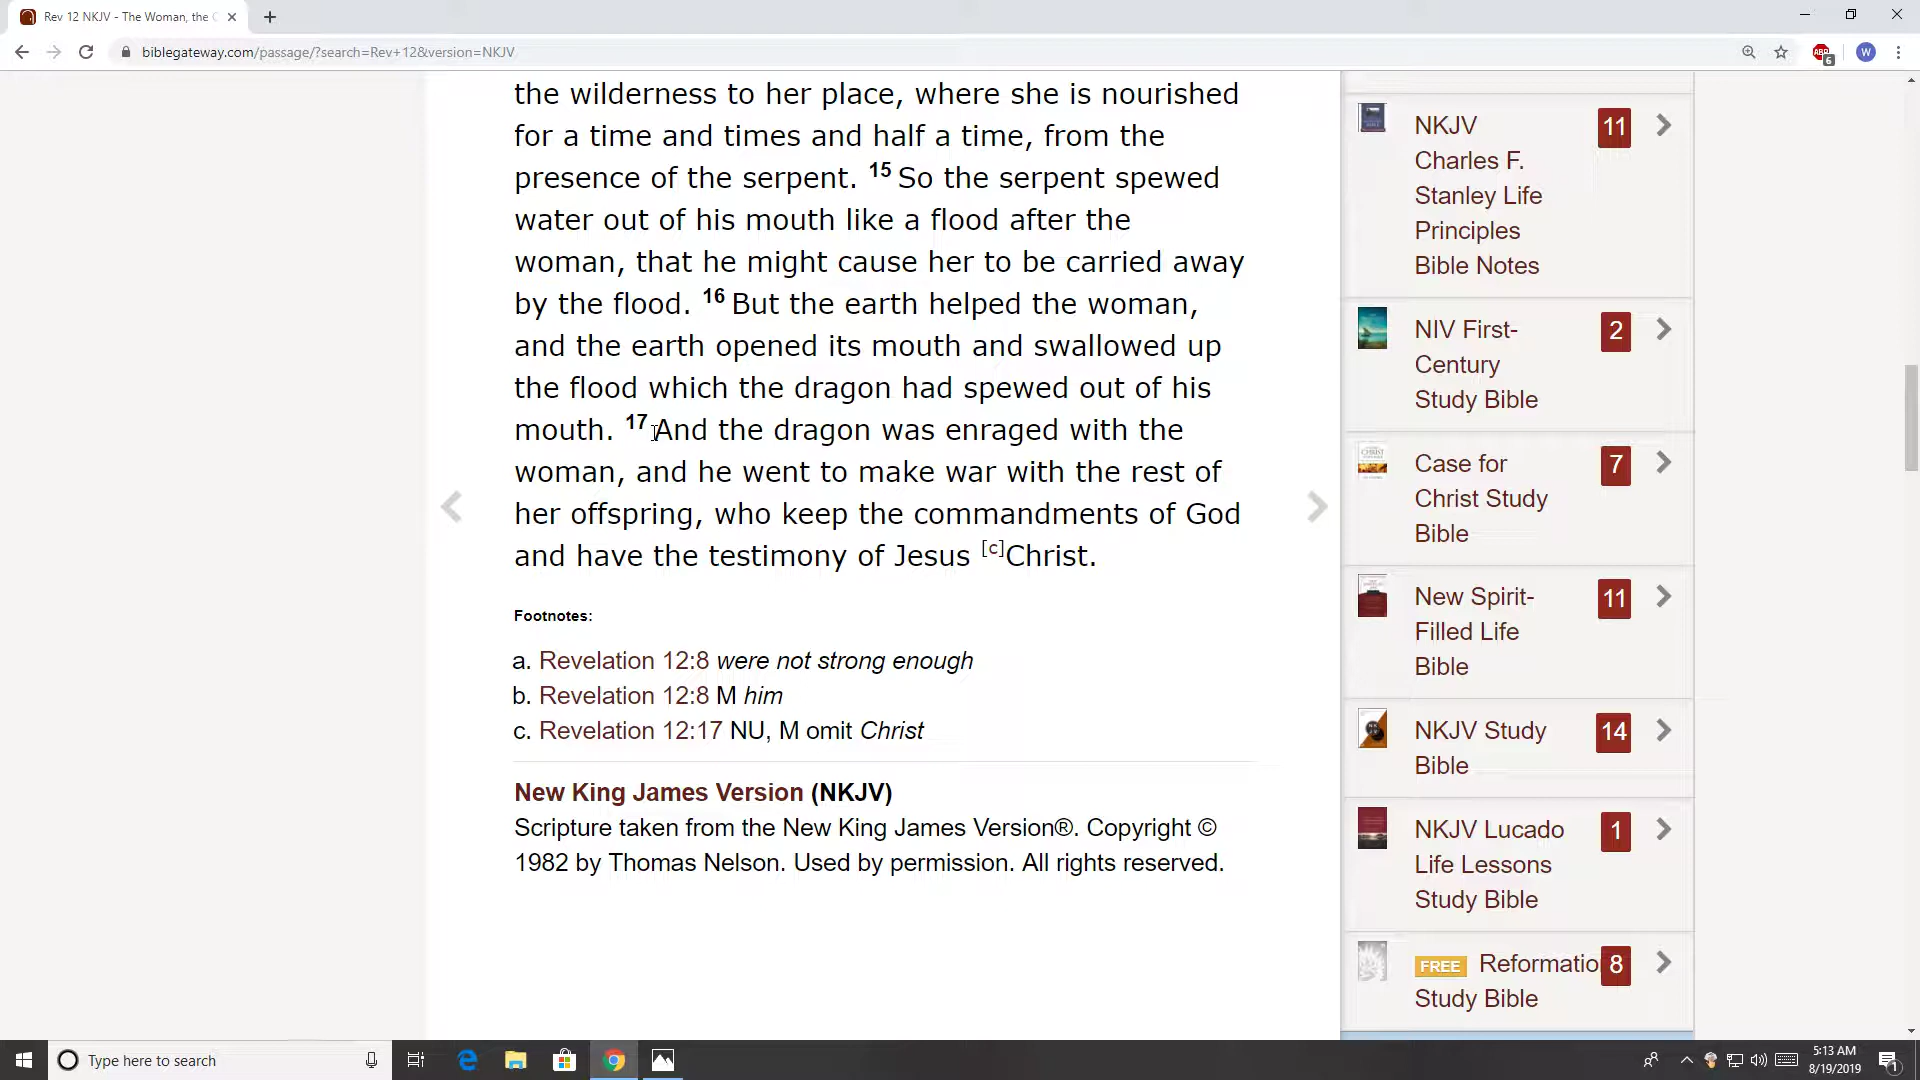 Rev 12 NKJV - The Woman, the
biblegateway.com/passage/?search=Rev+12&version=NKJV
ABP
6
W
the wilderness to her place, where she is nourished
for a time and times and half a time, from the
presence of the serpent. 15 So the serpent spewed
water out of his mouth like a flood after the
woman, that he might cause her to be carried away
by the flood. 16 But the earth helped the woman,
and the earth opened its mouth and swallowed up
the flood which the dragon had spewed out of his
mouth. 17 And the dragon was enraged with the
woman, and he went to make war with the rest of
her offspring, who keep the commandments of God
and have the testimony of Jesus [c]Christ.
Footnotes:
a. Revelation 12:8 were not strong enough
b. Revelation 12:8 M him
c. Revelation 12:17 NU, M omit Christ
New King James Version (NKJV)
Scripture taken from the New King James Version®. Copyright ©
1982 by Thomas Nelson. Used by permission. All rights reserved.
NKJV 11
Charles F.
Stanley Life
Principles
Bible Notes
NIV First- 2
Century
Study Bible
Case for 7
Christ Study
Bible
New Spirit- 11
Filled Life
Bible
NKJV Study 14
Bible
NKJV Lucado 1
Life Lessons
Study Bible
FREE Reformatio 8
Study Bible
Type here to search
5:13 AM
8/19/2019
1